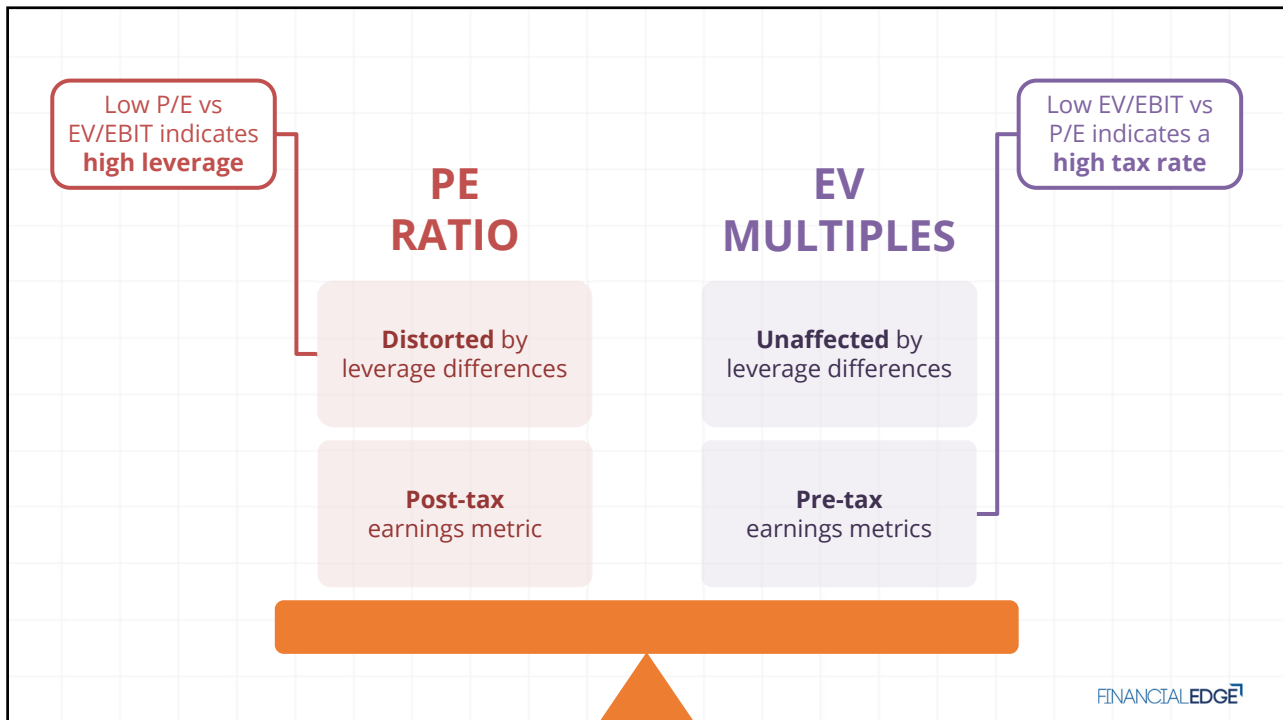 Low P/E vs
EV/EBIT indicates
high leverage
PE
RATIO
Distorted by
leverage differences
Post-tax
earnings metric
EV
MULTIPLES
Unaffected by
leverage differences
Pre-tax
earnings metrics
Low EV/EBIT vs
P/E indicates a
high tax rate
FINANCIALEDGE